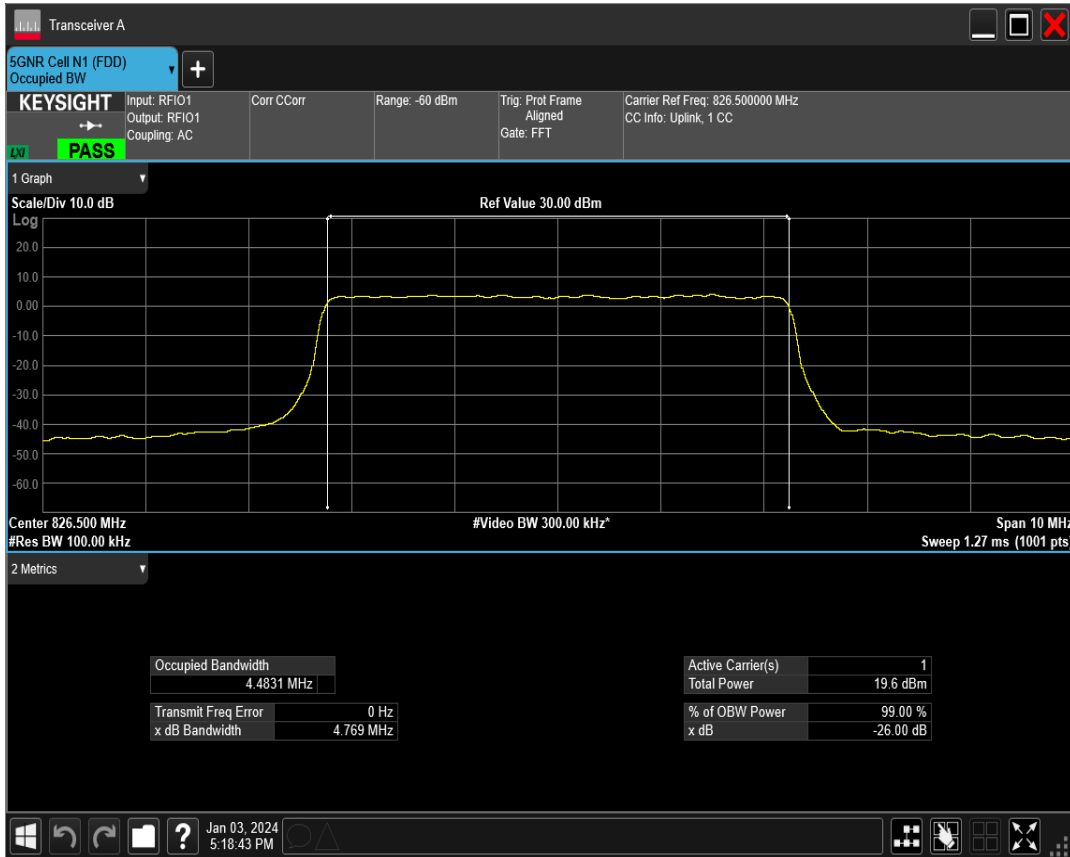 Transceiver A
5GNR Cell N1 (FDD)
Occupied BW
KEYSIGHT
LXI
PASS
Input: RFIO1
Output: RFIO1
Coupling: AC
Corr CCorr
Range: -60 dBm
Trig: Prot Frame
Aligned
Gate: FFT
Carrier Ref Freq: 826.500000 MHz
CC Info: Uplink, 1 CC
1 Graph
Scale/Div 10.0 dB
Ref Value 30.00 dBm
Log
20.0
10.0
0.00
-10.0
-20.0
-30.0
-40.0
-50.0
-60.0
Center 826.500 MHz
#Video BW 300.00 kHz*
Span 10 MHz
#Res BW 100.00 kHz
Sweep 1.27 ms (1001 pts)
2 Metrics
Occupied Bandwidth
4.4831 MHz
Transmit Freq Error 0 Hz
x dB Bandwidth 4.769 MHz
Active Carrier(s) 1
Total Power 19.6 dBm
% of OBW Power 99.00 %
x dB -26.00 dB
?
Jan 03, 2024
5:18:43 PM